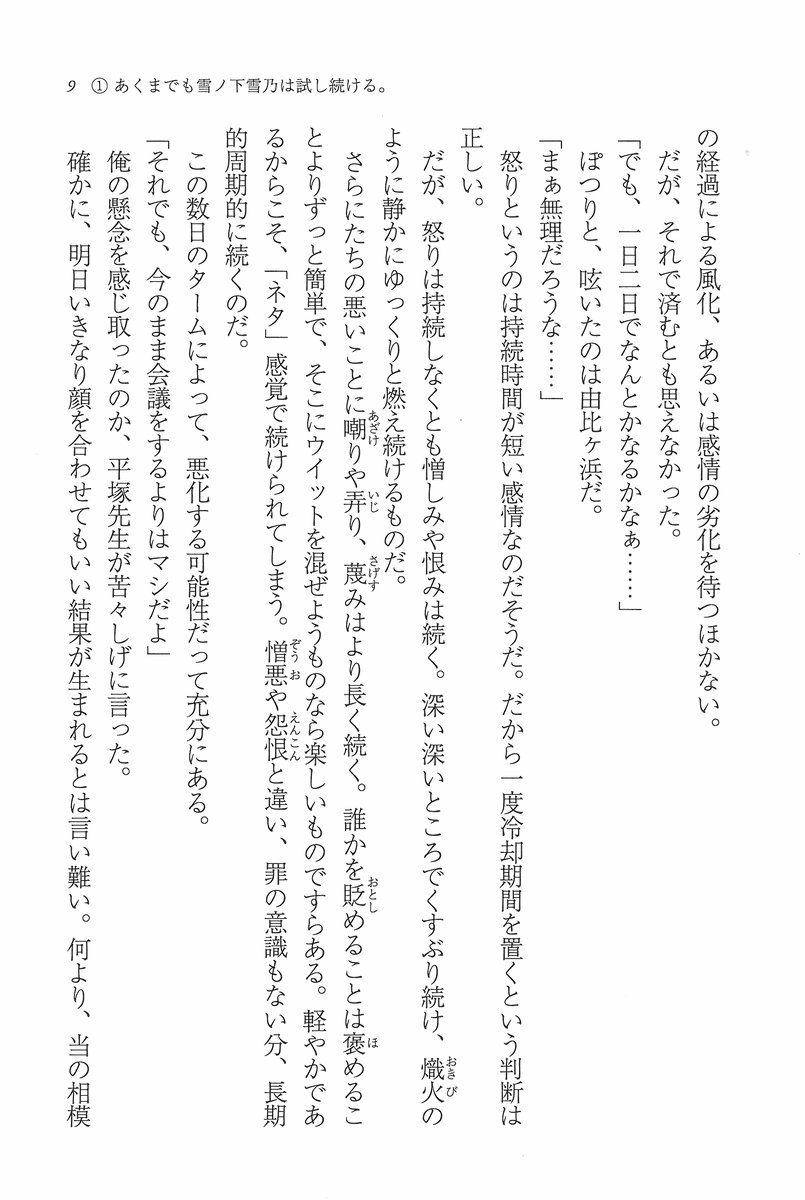 9 ① あくまでも雪ノ下雪乃は試し続ける。
の経過による風化、あるいは感情の劣化を待つほかない。
だが、それで済むとも思えなかった。
「でも、一日二日でなんとかなるかなぁ……」
ぽつりと、呟いたのは由比ヶ浜だ。
「まぁ無理だろうな……」
怒りというのは持続時間が短い感情なのだそうだ。だから一度冷却期間を置くという判断は
正しい。
だが、怒りは持続しなくとも憎しみや恨みは続く。深い深いところでくすぶり続け、熾火の
ように静かにゆっくりと燃え続けるものだ。
さらにたちの悪いことに嘲りや弄り、蔑みはより長く続く。誰かを貶めることは褒めるこ
とよりずっと簡単で、そこにウイットを混ぜようものなら楽しいものですらある。軽やかであ
るからこそ、「ネタ」感覚で続けられてしまう。憎悪や怨恨と違い、罪の意識もない分、長期
的周期的に続くのだ。
この数日のタームによって、悪化する可能性だって充分にある。
「それでも、今のまま会議をするよりはマシだよ」
俺の懸念を感じ取ったのか、平塚先生が苦々しげに言った。
確かに、明日いきなり顔を合わせてもいい結果が生まれるとは言い難い。何より、当の相模